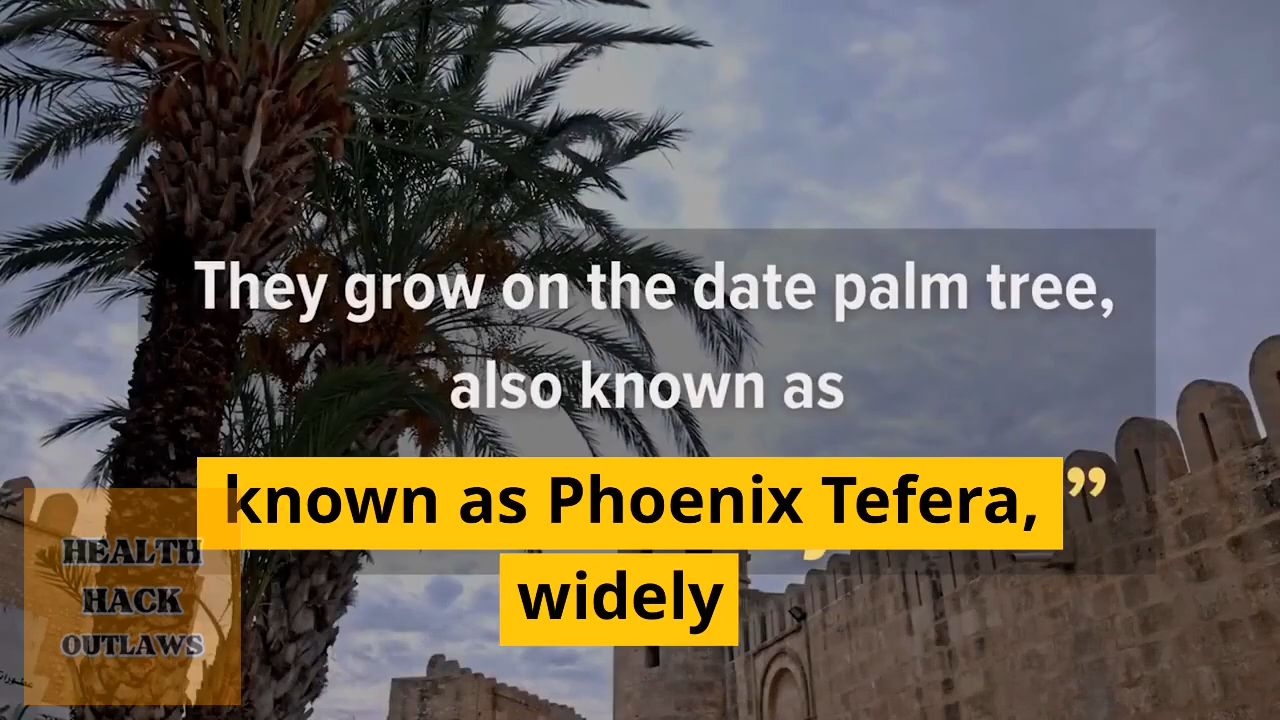 They grow on the date palm tree,
also known as
”
known as Phoenix Tefera,
widely
HEALTH
HACK
OUTLAWS